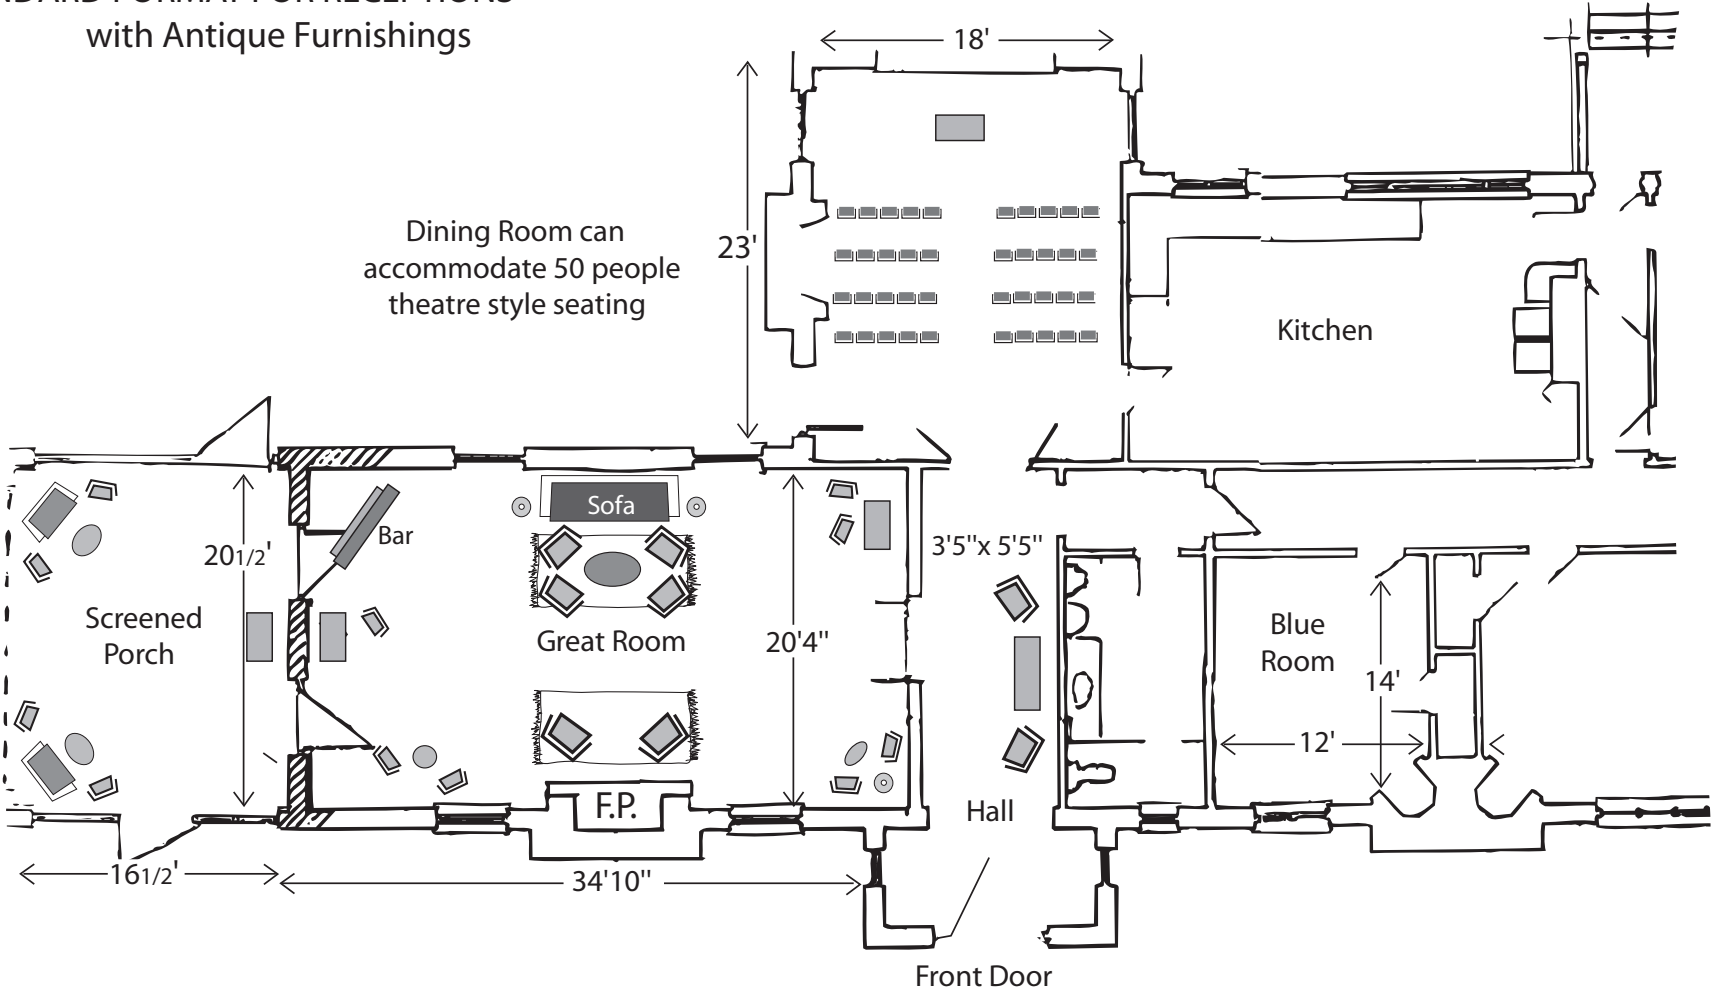 with Antique Furnishings
18'
23'
Dining Room can
accommodate 50 people
theatre style seating
Kitchen
Sofa
Bar
20 1/2'
3'5"x 5'5"
Screened
Porch
Great Room
20'4"
Blue
Room
14'
12'
F.P.
Hall
16 1/2'
34'10"
Front Door